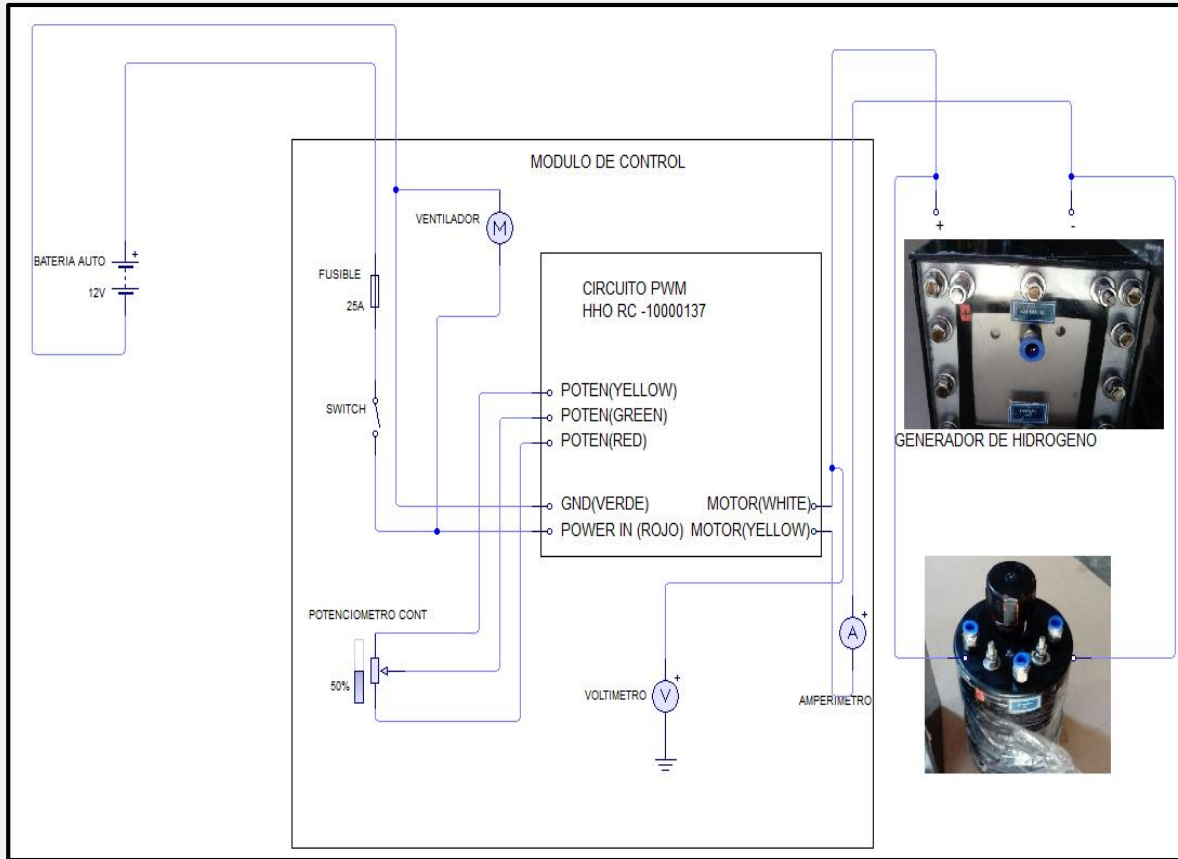 MODULO DE CONTROL
VENTILADOR
M
BATERIA AUTO
+
12V
FUSIBLE
25A
CIRCUITO PWM
HHO RC -10000137
+
-
SWITCH
POTEN(YELLOW)
POTEN(GREEN)
POTEN(RED)
GENERADOR DE HIDROGENO
GND(VERDE)
MOTOR(WHITE)
POWER IN (ROJO)
MOTOR(YELLOW)
POTENCIOMETRO CONT
50%
+
A
AMPERIMETRO
VOLTIMETRO
+
V